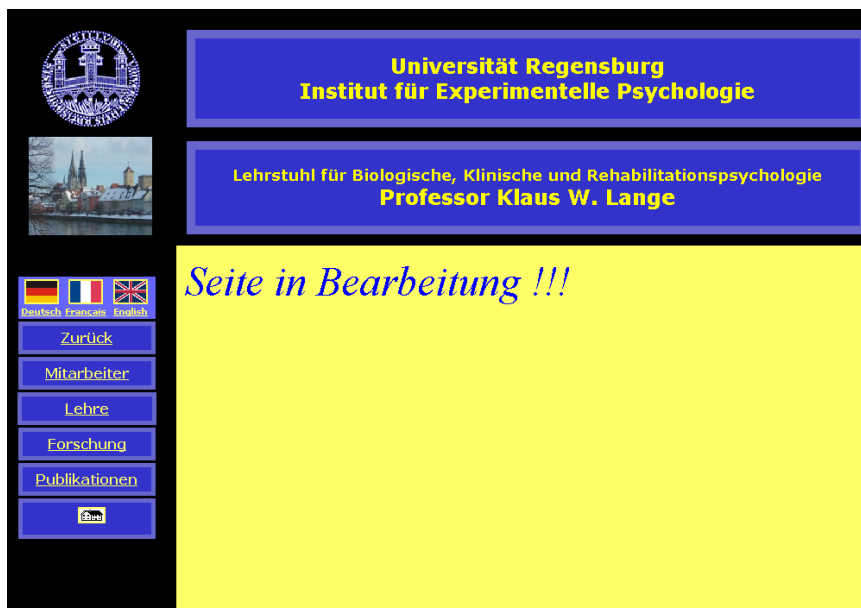 Universität Regensburg
Institut für Experimentelle Psychologie
Lehrstuhl für Biologische, Klinische und Rehabilitationspsychologie
Professor Klaus W. Lange
Seite in Bearbeitung !!!
Deutsch Francais English
Zurück
Mitarbeiter
Lehre
Forschung
Publikationen